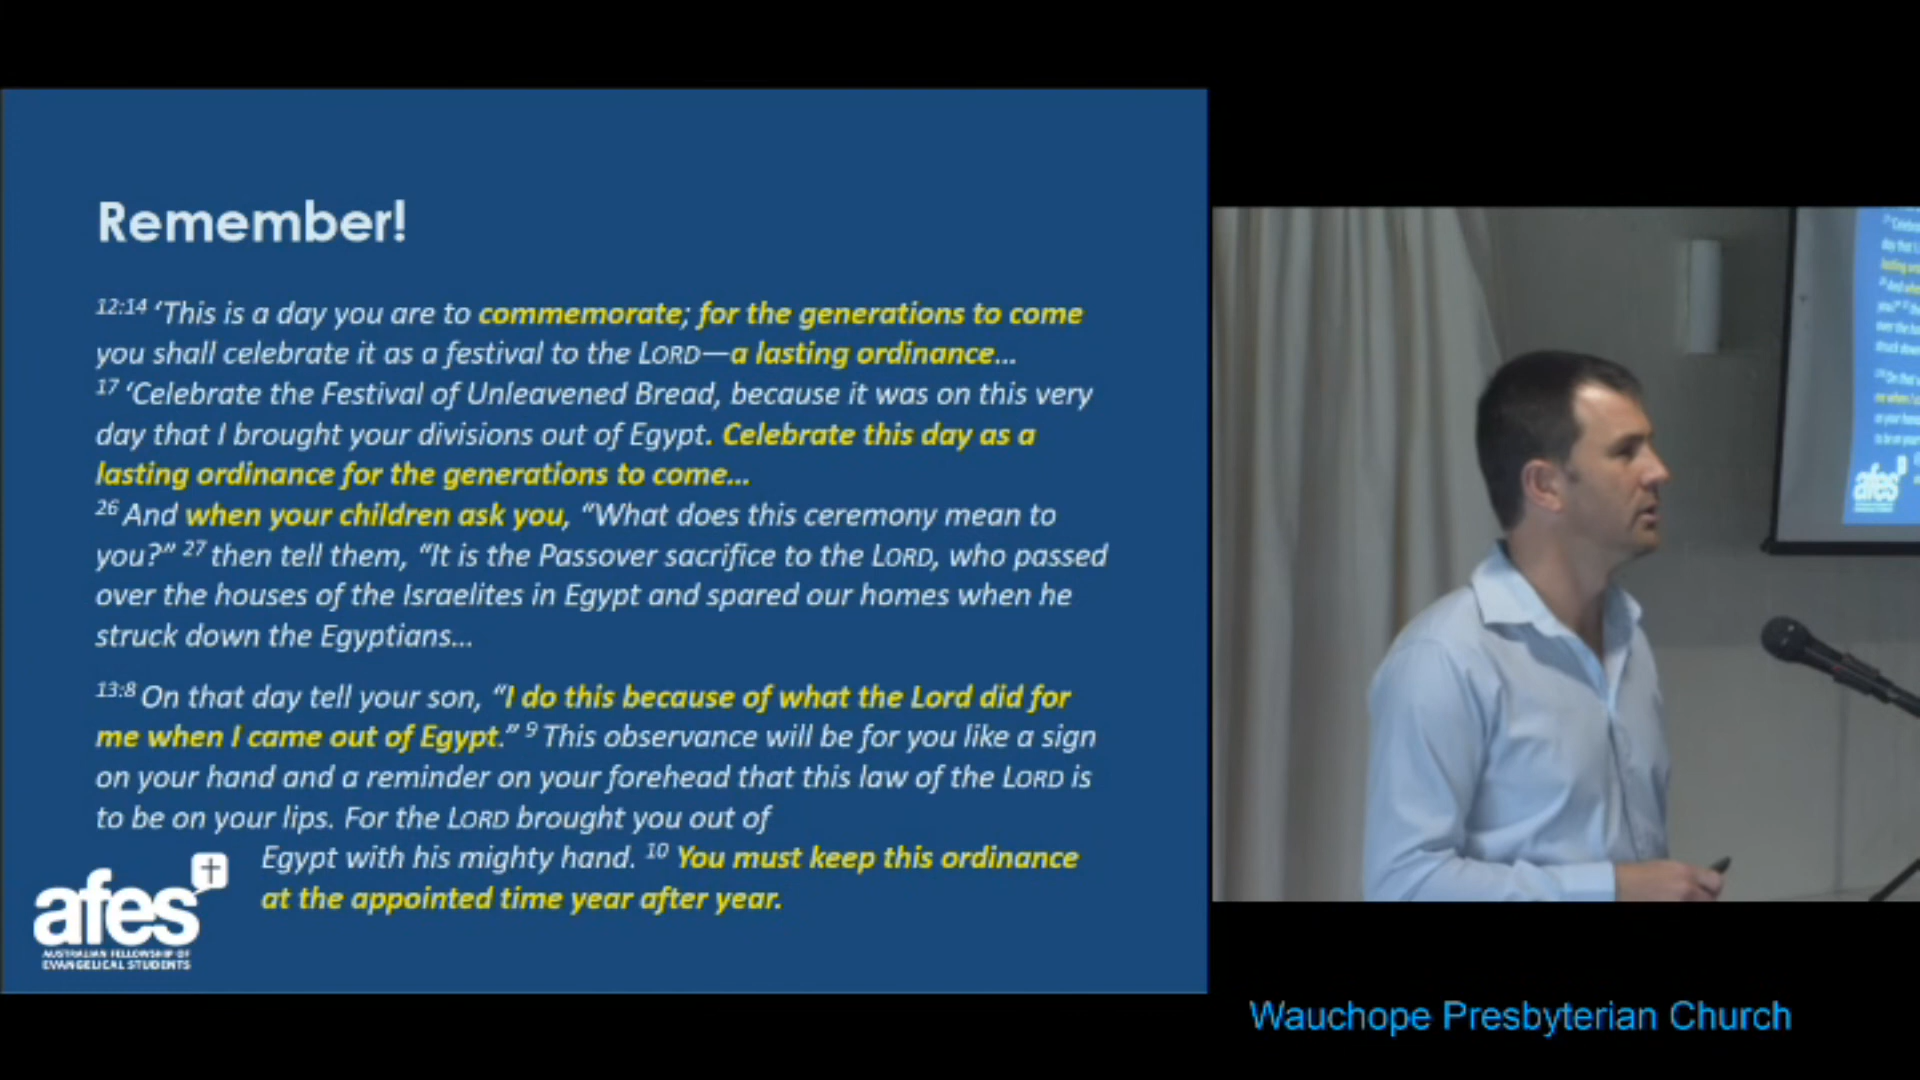 Remember!
12:14 ‘This is a day you are to commemorate; for the generations to come
you shall celebrate it as a festival to the LORD—a lasting ordinance...
17 ‘Celebrate the Festival of Unleavened Bread, because it was on this very
day that I brought your divisions out of Egypt. Celebrate this day as a
lasting ordinance for the generations to come...
26 And when your children ask you, “What does this ceremony mean to
you?” 27 then tell them, “It is the Passover sacrifice to the LORD, who passed
over the houses of the Israelites in Egypt and spared our homes when he
struck down the Egyptians...
13:8 On that day tell your son, “I do this because of what the Lord did for
me when I came out of Egypt.” 9 This observance will be for you like a sign
on your hand and a reminder on your forehead that this law of the LORD is
to be on your lips. For the LORD brought you out of
Egypt with his mighty hand. 10 You must keep this ordinance
at the appointed time year after year.
afes
AUSTRALIAN FELLOWSHIP OF
EVANGELICAL STUDENTS
day that I
lasting
over the
struck down
afes
Wauchope Presbyterian Church